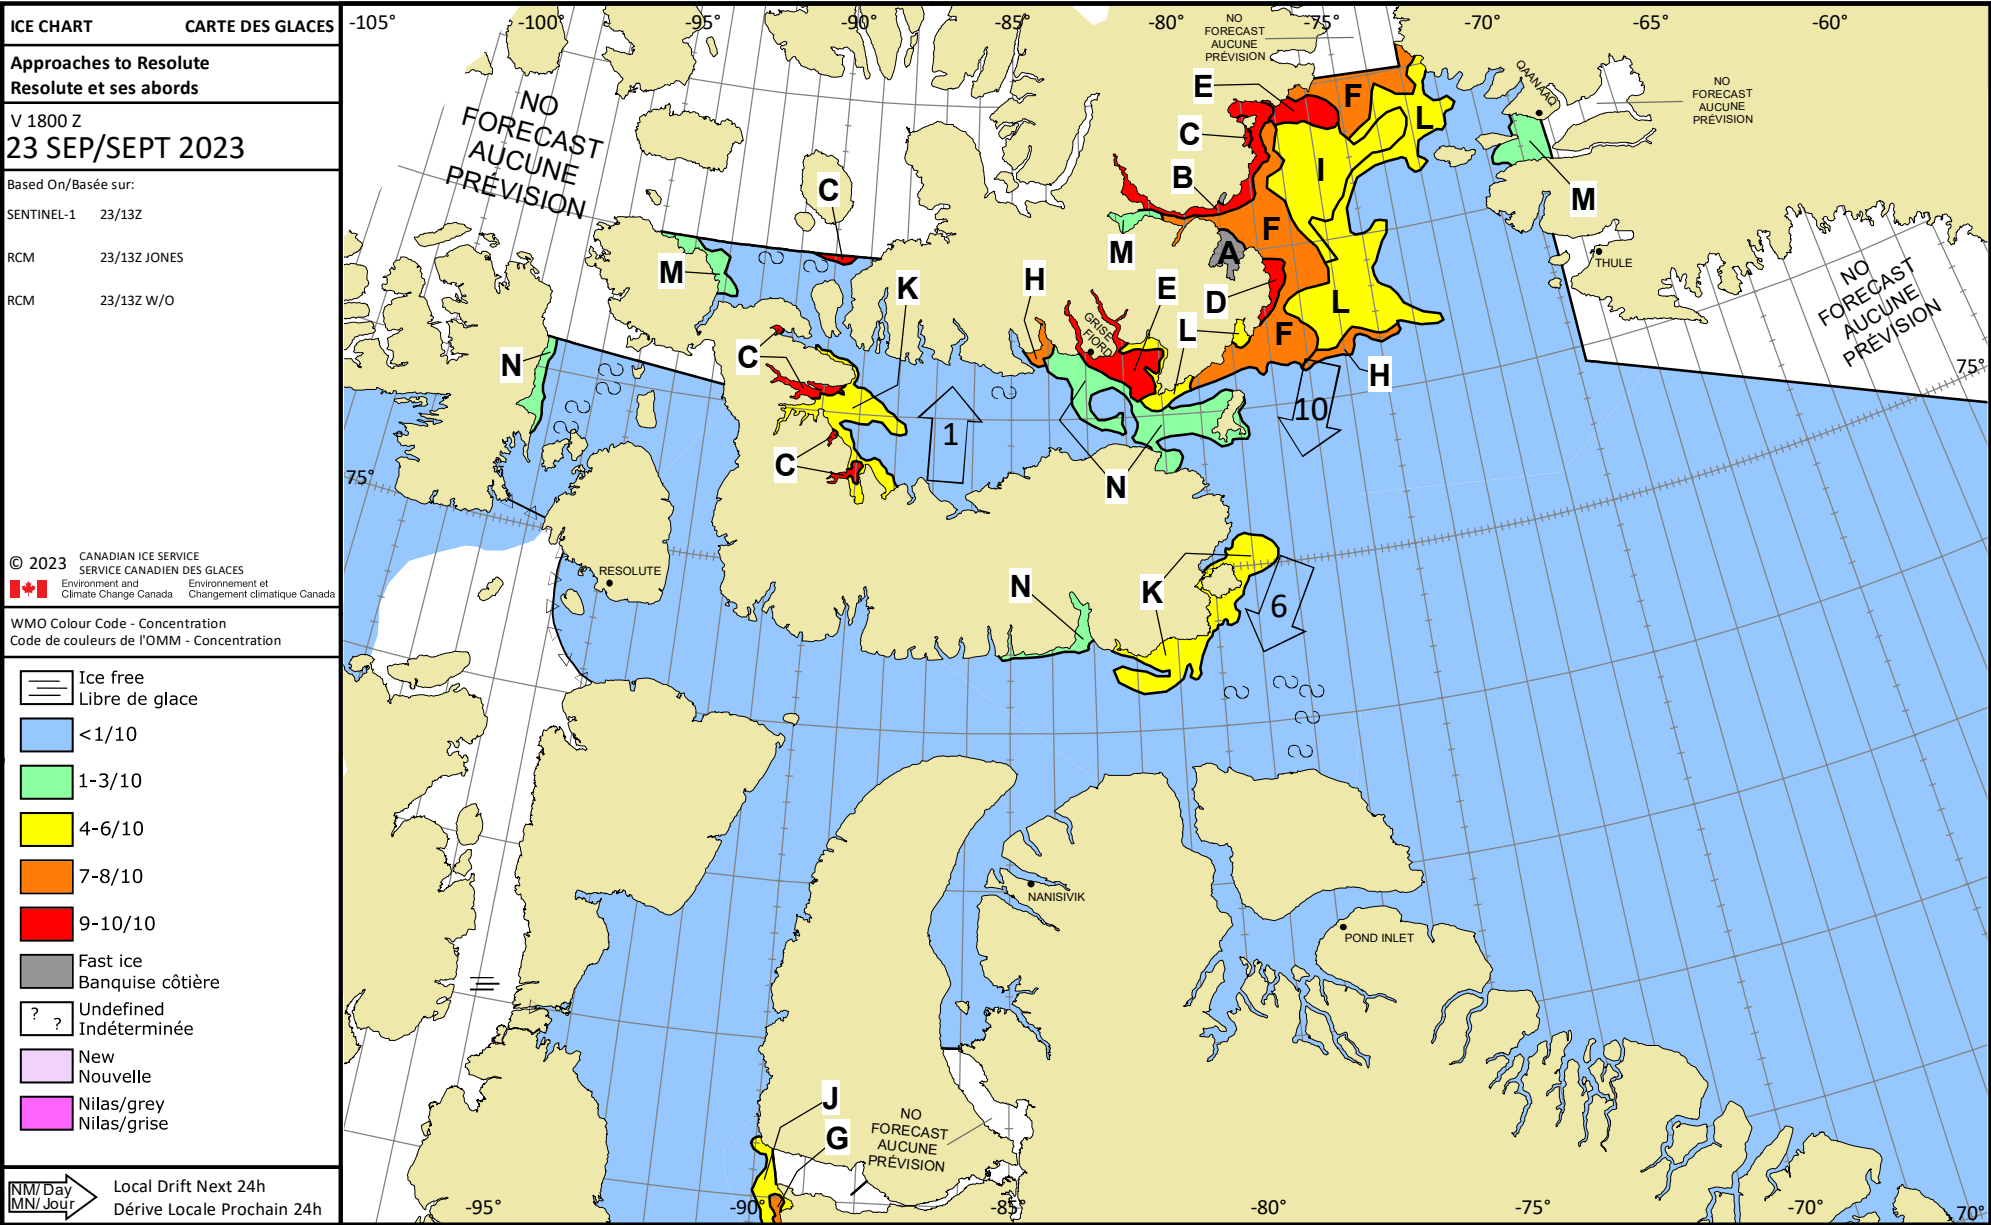 ICE CHART CARTE DES GLACES
Approaches to Resolute
Resolute et ses abords
V 1800 Z
23 SEP/SEPT 2023
Based On/Basée sur:
SENTINEL-1 23/13Z
RCM 23/13Z JONES
RCM 23/13Z W/O
© 2023 CANADIAN ICE SERVICE
SERVICE CANADIEN DES GLACES
Environment and Climate Change Canada
Environnement et Changement climatique Canada
WMO Colour Code - Concentration
Code de couleurs de l'OMM - Concentration
Ice free
Libre de glace
<1/10
1-3/10
4-6/10
7-8/10
9-10/10
Fast ice
Banquise côtière
? ?
Undefined
Indéterminée
New
Nouvelle
Nilas/grey
Nilas/grise
NM/Day
MN/Jour
Local Drift Next 24h
Dérive Locale Prochain 24h
-105° -100° -95° -90° -85° -80° -75° -70° -65° -60°
NO
FORECAST
AUCUNE
PRÉVISION
NO
FORECAST
AUCUNE
PRÉVISION
QAANAAQ
NO
FORECAST
AUCUNE
PRÉVISION
E
F
L
C
B
I
C
M
F
M
A
THULE
M
K
H
E
D
L
L
F
GRISE
FIORD
NO
FORECAST
AUCUNE
PRÉVISION
75°
N
C
H
10
1
C
N
75°
RESOLUTE
N
K
6
NANISIVIK
POND INLET
J
G
NO
FORECAST
AUCUNE
PRÉVISION
-95° -90° -85° -80° -75° -70° 70°